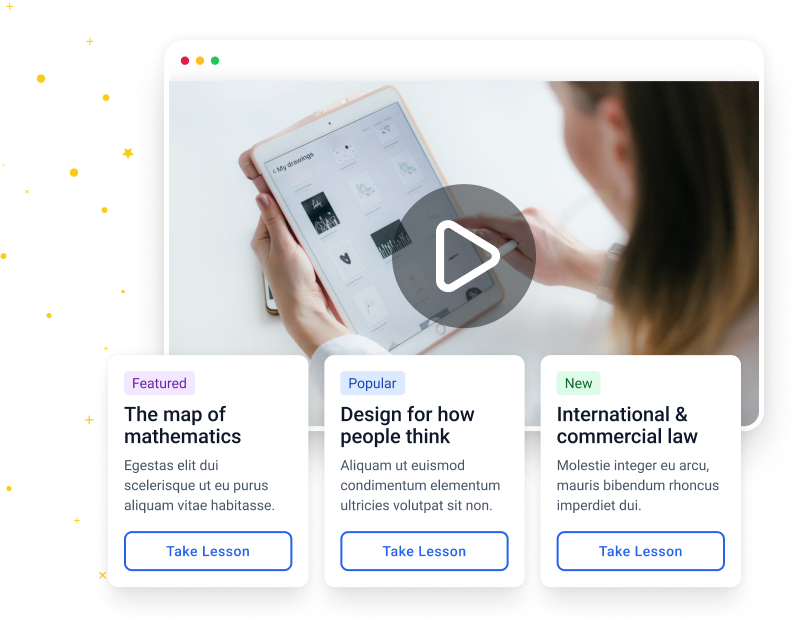 < My drawings
Featured
The map of
mathematics
Egestas elit dui
scelerisque ut eu purus
aliquam vitae habitasse.
Take Lesson
Popular
Design for how
people think
Aliquam ut euismod
condimentum elementum
ultricies volutpat sit non.
Take Lesson
New
International &
commercial law
Molestie integer eu arcu,
mauris bibendum rhoncus
imperdiet dui.
Take Lesson